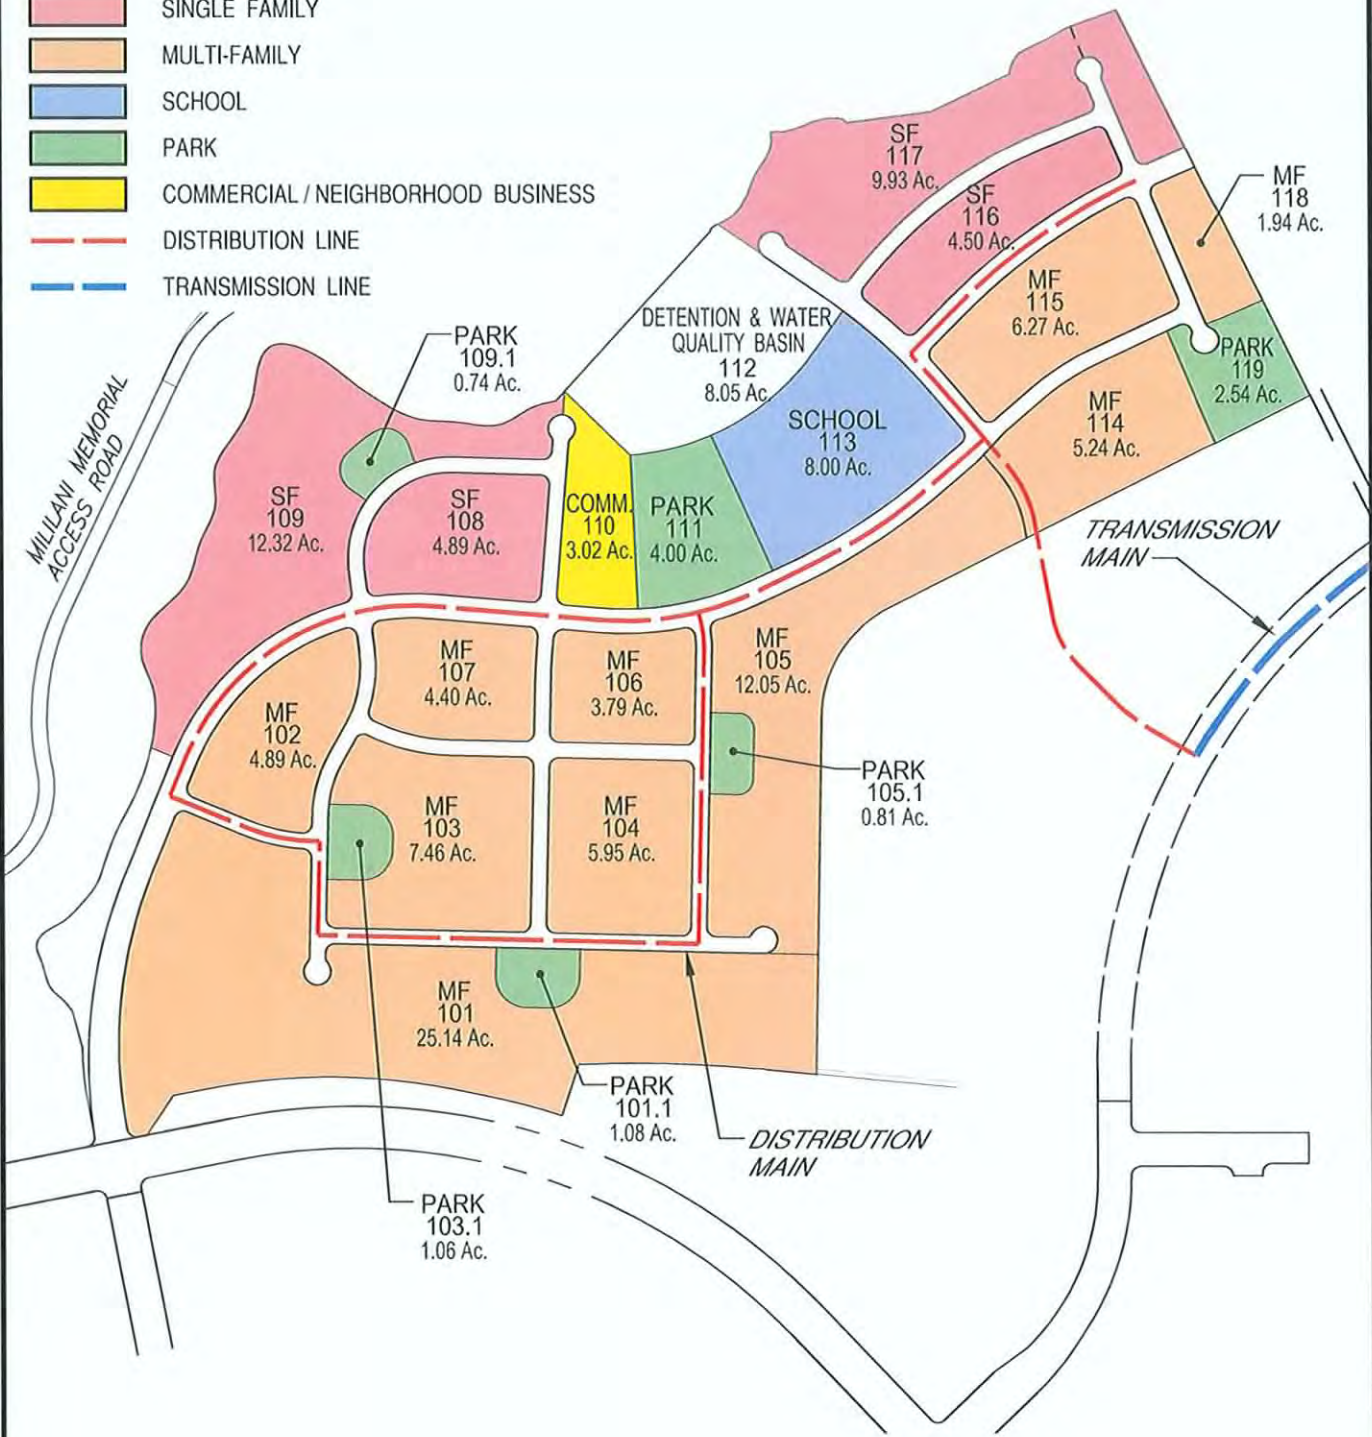 SINGLE FAMILY
MULTI-FAMILY
SCHOOL
PARK
COMMERCIAL / NEIGHBORHOOD BUSINESS
DISTRIBUTION LINE
TRANSMISSION LINE
SF
117
9.93 Ac.
SF
116
4.50 Ac.
MF
118
1.94 Ac.
MF
115
6.27 Ac.
DETENTION & WATER
QUALITY BASIN
112
8.05 Ac.
PARK
109.1
0.74 Ac.
PARK
119
2.54 Ac.
MF
114
5.24 Ac.
SCHOOL
113
8.00 Ac.
MILILANI MEMORIAL
ACCESS ROAD
SF
109
12.32 Ac.
SF
108
4.89 Ac.
COMM.
110
3.02 Ac.
PARK
111
4.00 Ac.
TRANSMISSION
MAIN
MF
107
4.40 Ac.
MF
106
3.79 Ac.
MF
105
12.05 Ac.
MF
102
4.89 Ac.
PARK
105.1
0.81 Ac.
MF
103
7.46 Ac.
MF
104
5.95 Ac.
MF
101
25.14 Ac.
PARK
101.1
1.08 Ac.
DISTRIBUTION
MAIN
PARK
103.1
1.06 Ac.